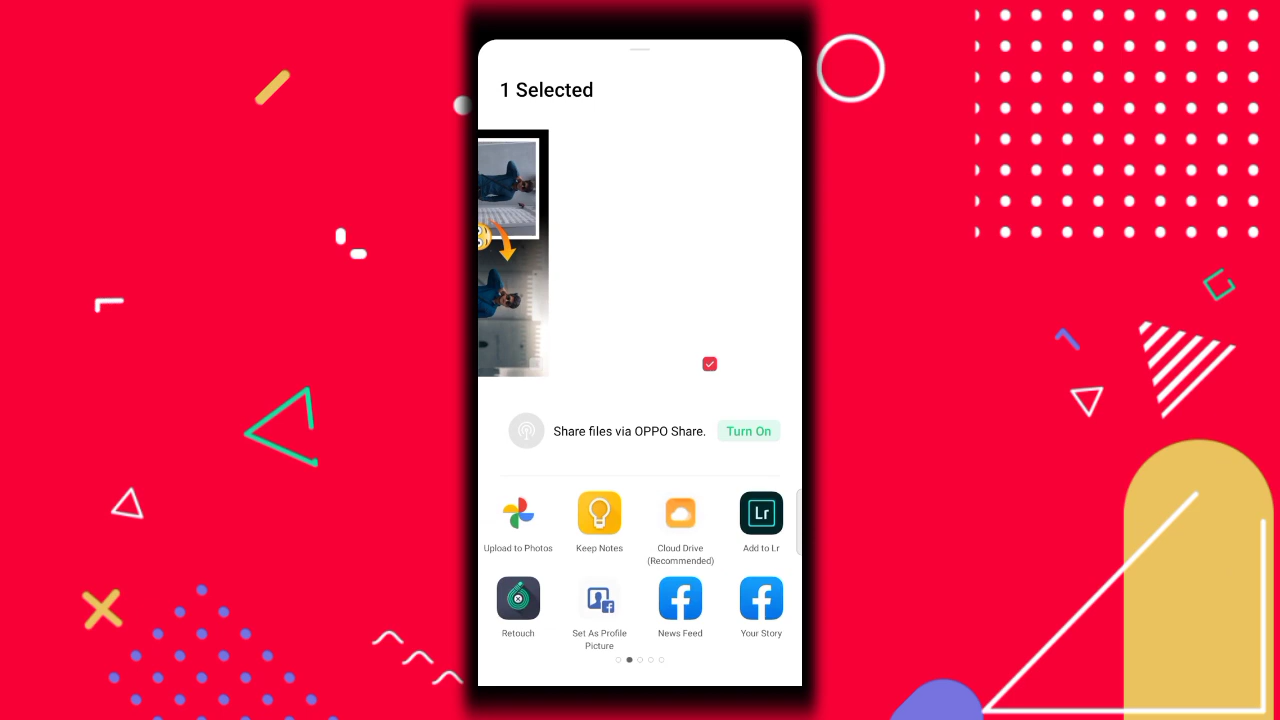 1 Selected
Share files via OPPO Share. Turn On
Upload to Photos Keep Notes Cloud Drive Add to Lr
(Recommended)
Lr
Retouch Set As Profile News Feed Your Story
Picture